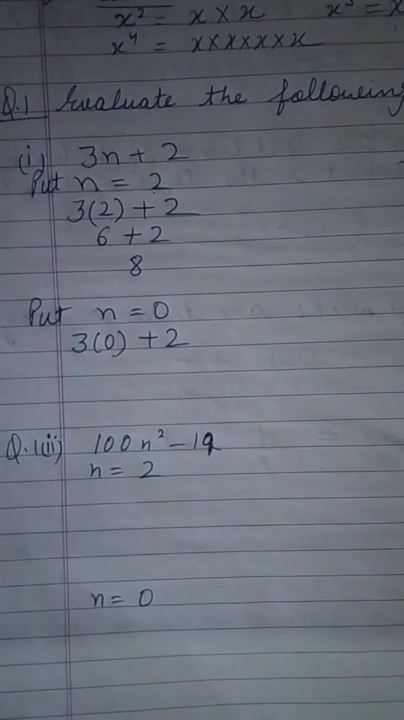 x² = x × x x³ = x
x⁴ = x×x×x×x
Q.1 Evaluate the following
(i) 3n + 2
Put n = 2
3(2) + 2
6 + 2
8
Put n = 0
3(0) + 2
Q.1(ii) 100n² - 19
n = 2
n = 0